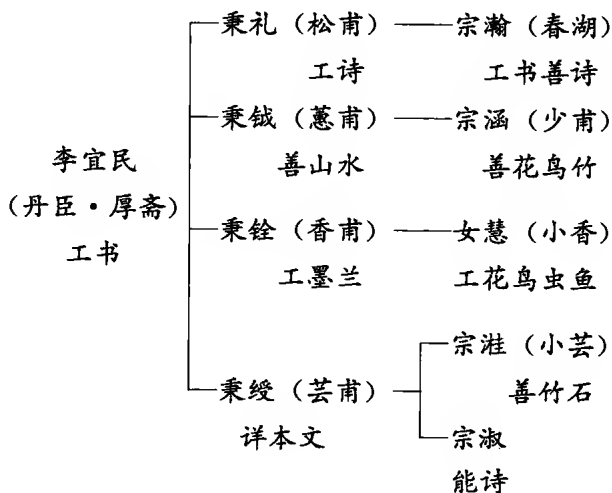 秉礼（松甫） 宗瀚（春湖）
工诗 工书善诗
秉钺（蕙甫） 宗涵（少甫）
善山水 善花鸟竹
李宜民
（丹臣·厚斋）
工书
秉铨（香甫） 女慧（小香）
工墨兰 工花鸟虫鱼
宗溎（小芸）
善竹石
秉绶（芸甫）
详本文
宗淑
能诗